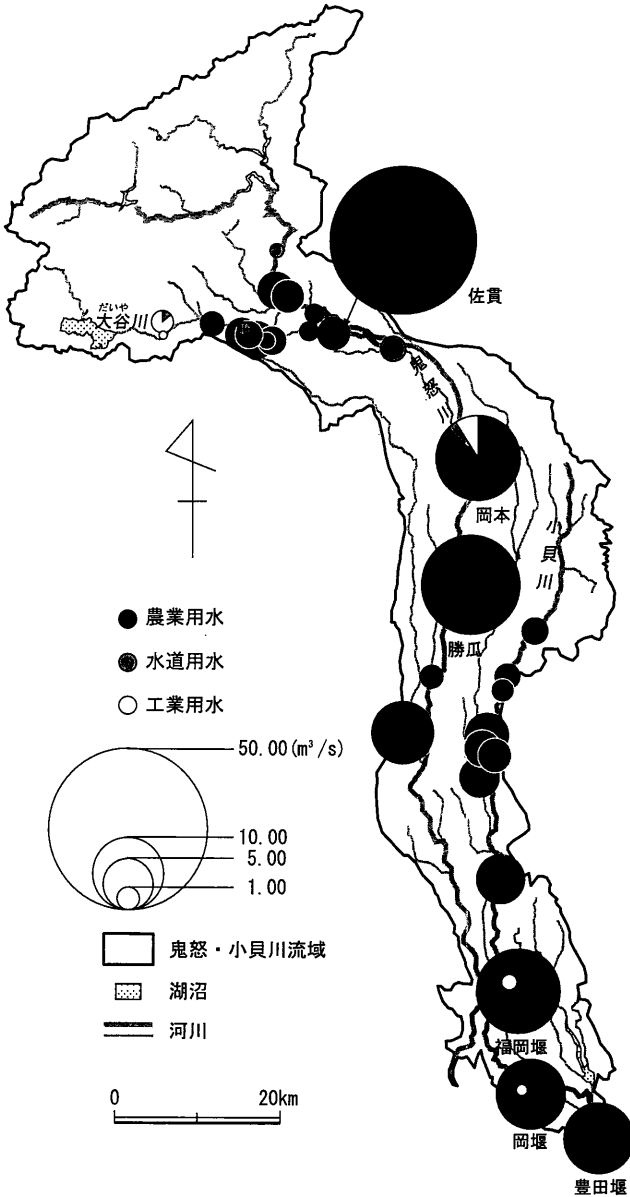 佐貫
だいや
大谷川
鬼怒川
岡本
小貝川
勝瓜
農業用水
水道用水
工業用水
50.00(m³/s)
10.00
5.00
1.00
鬼怒・小貝川流域
湖沼
河川
0 20km
福岡堰
岡堰
豊田堰